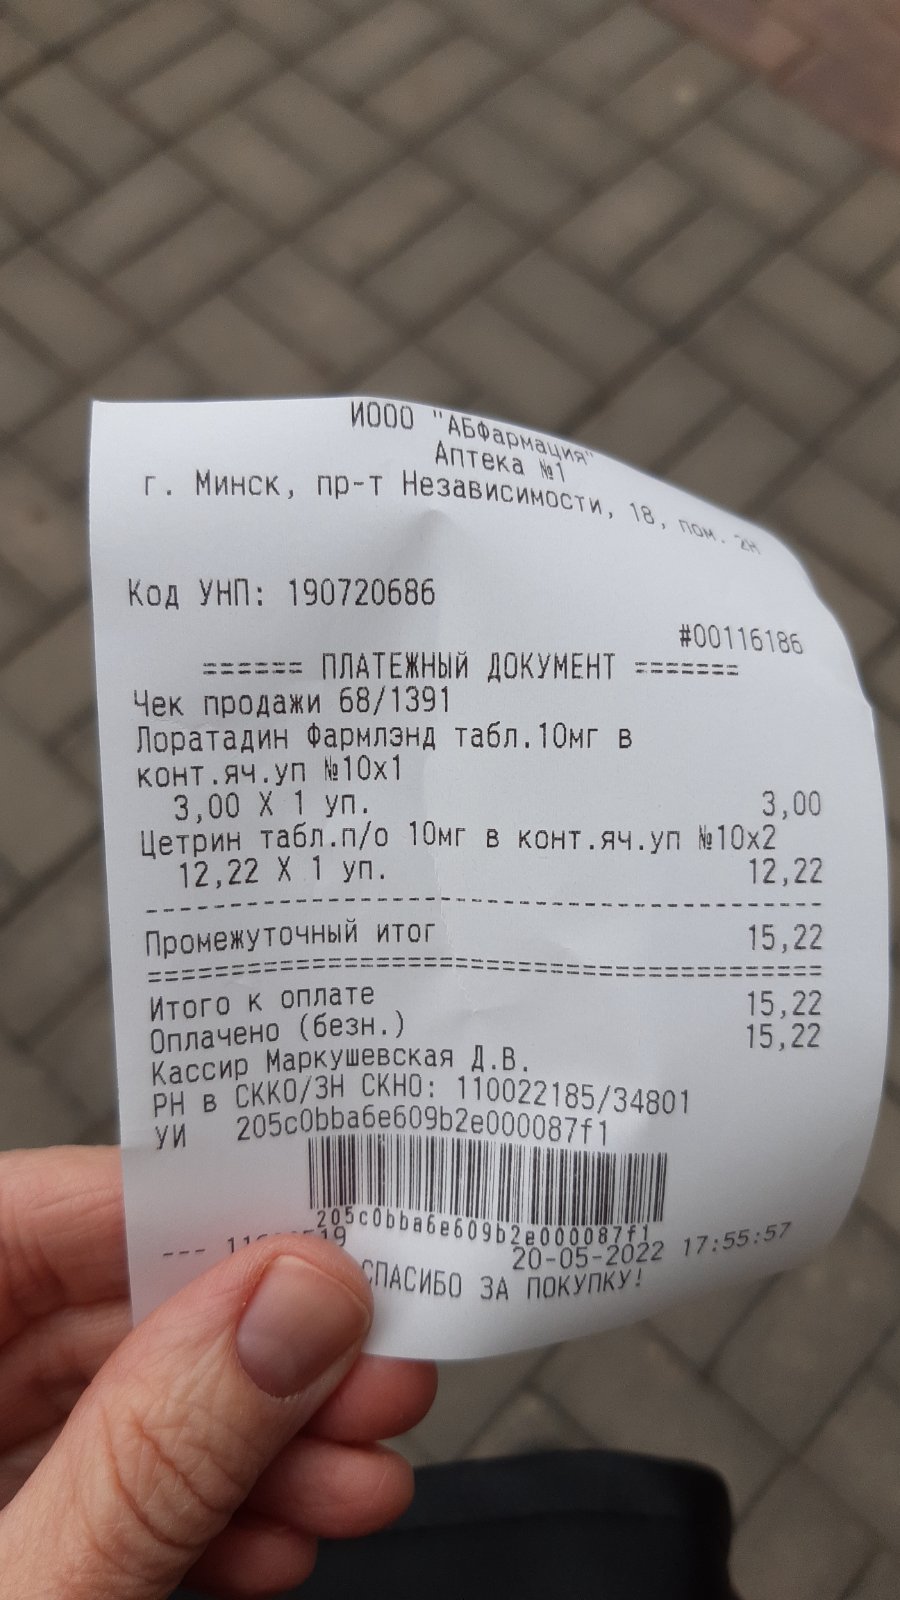 ИООО "АБФармация"
Аптека №1
г. Минск, пр-т Независимости, 18, пом. 2Н
Код УНП: 190720686
#00116186
====== ПЛАТЕЖНЫЙ ДОКУМЕНТ =======
Чек продажи 68/1391
Лоратадин Фармлэнд табл.10мг в
конт.яч.уп №10x1
3,00 X 1 уп. 3,00
Цетрин табл.п/о 10мг в конт.яч.уп №10x2
12,22 X 1 уп. 12,22
Промежуточный итог 15,22
Итого к оплате 15,22
Оплачено (безн.) 15,22
Кассир Маркушевская Д.В.
РН в СККО/ЗН СКНО: 110022185/34801
УИ 205c0bba6e609b2e000087f1
205c0bba6e609b2e000087f1
20-05-2022 17:55:57
СПАСИБО ЗА ПОКУПКУ!